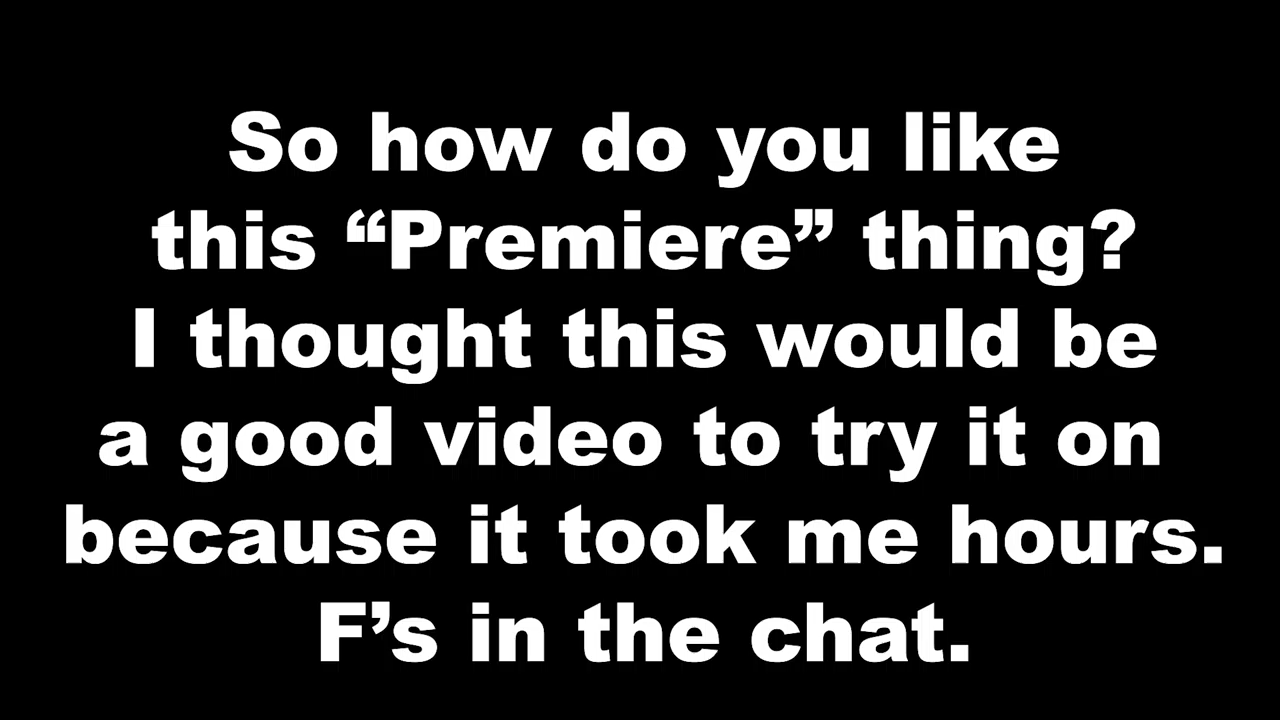 So how do you like
this “Premiere” thing?
I thought this would be
a good video to try it on
because it took me hours.
F’s in the chat.